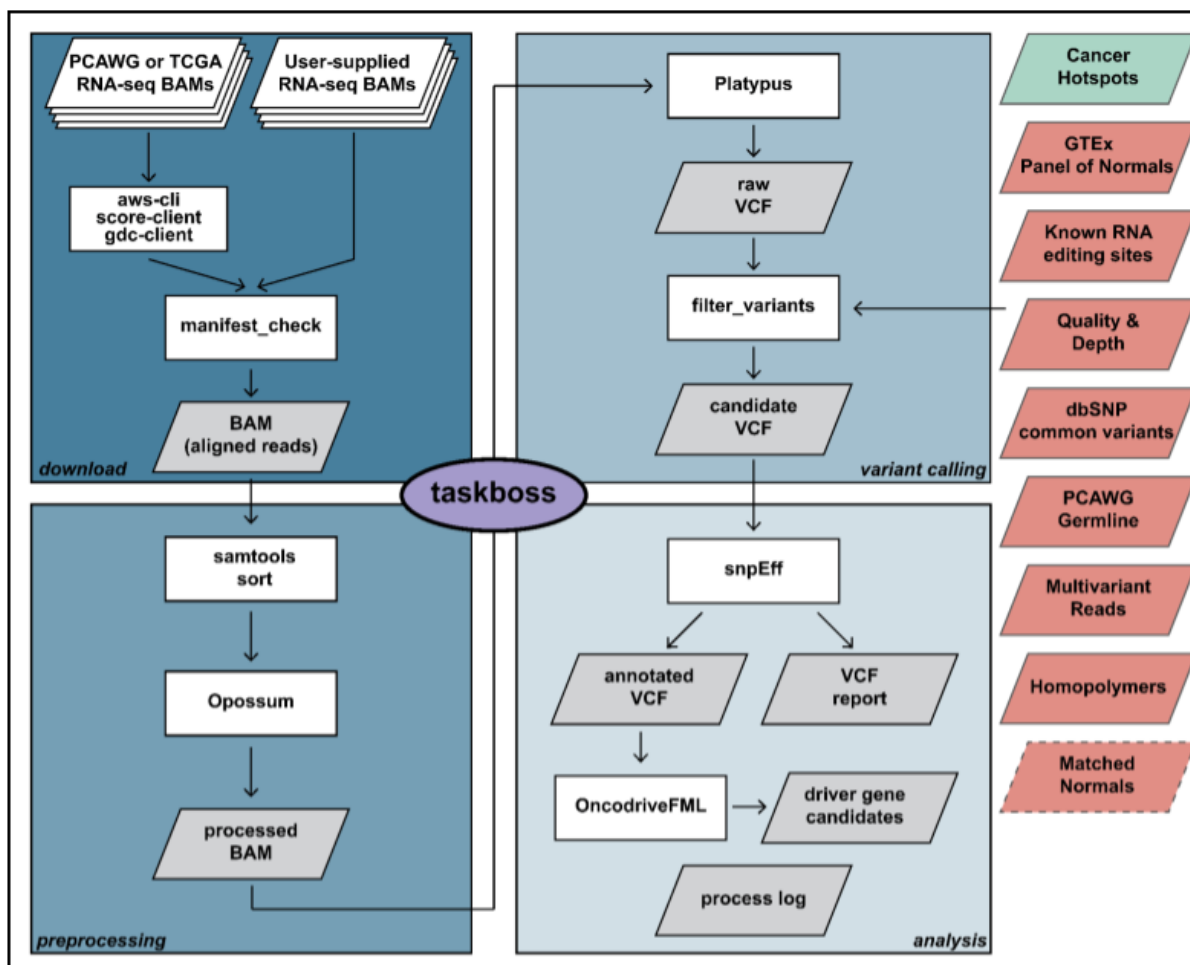 PCAWG or TCGA
RNA-seq BAMs
User-supplied
RNA-seq BAMs
aws-cli
score-client
gdc-client
manifest_check
BAM
(aligned reads)
download
Platypus
raw
VCF
filter_variants
candidate
VCF
variant calling
taskboss
samtools
sort
Opossum
processed
BAM
preprocessing
snpEff
annotated
VCF
VCF
report
OncodriveFML
driver gene
candidates
process log
analysis
Cancer
Hotspots
GTEx
Panel of Normals
Known RNA
editing sites
Quality &
Depth
dbSNP
common variants
PCAWG
Germline
Multivariant
Reads
Homopolymers
Matched
Normals